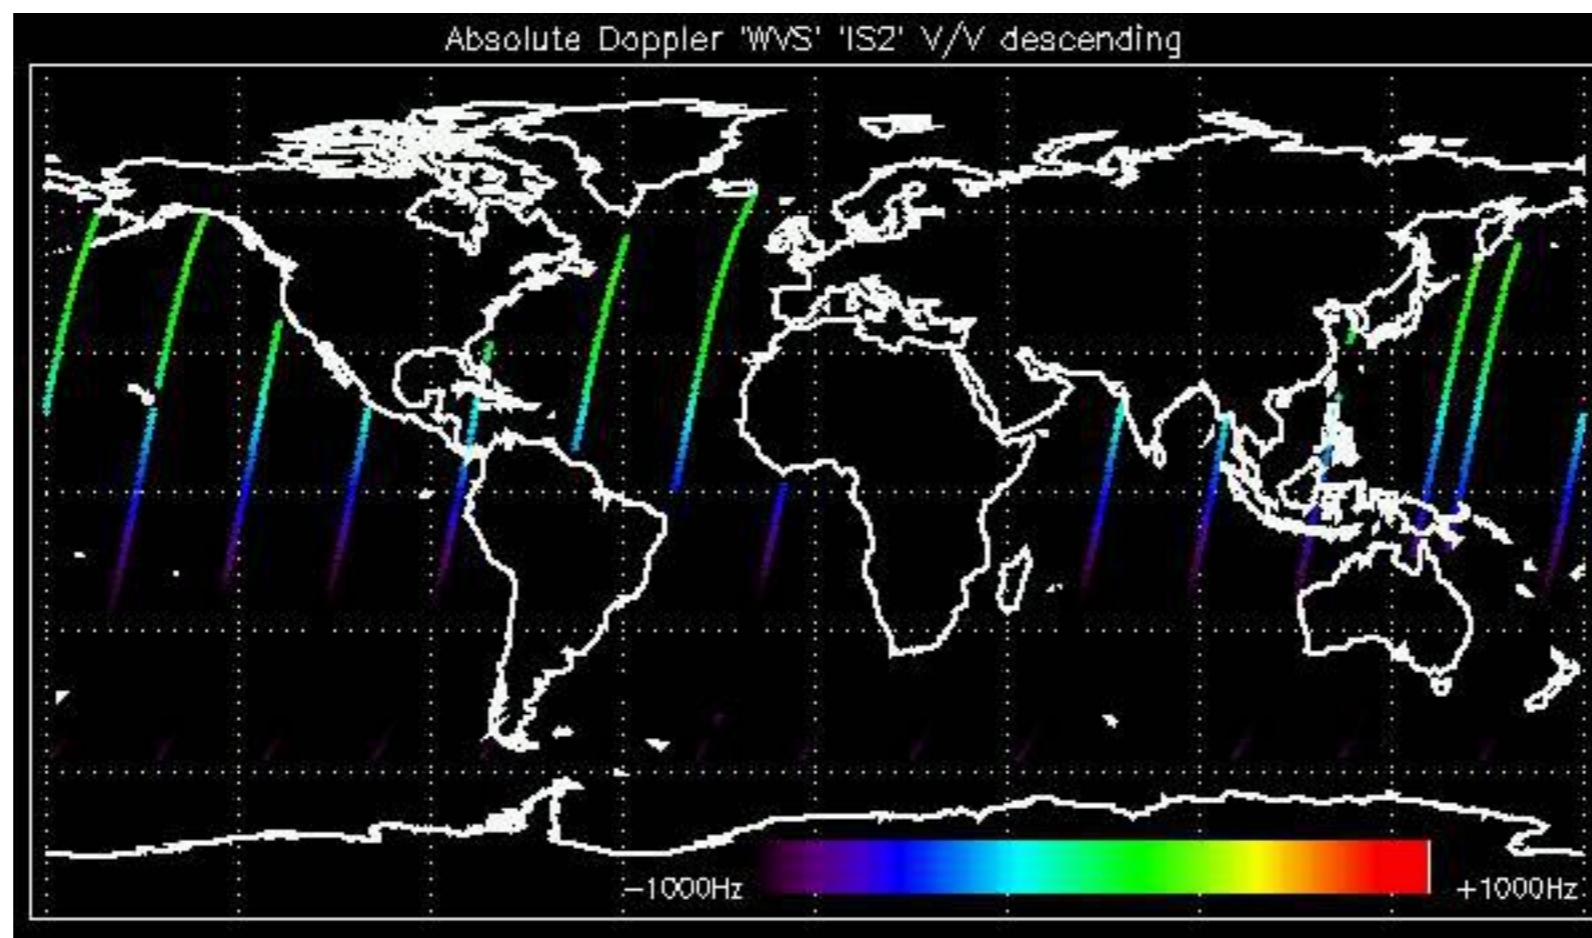 Absolute Doppler 'WVS' 'IS2' V/V descending
−1000Hz +1000Hz